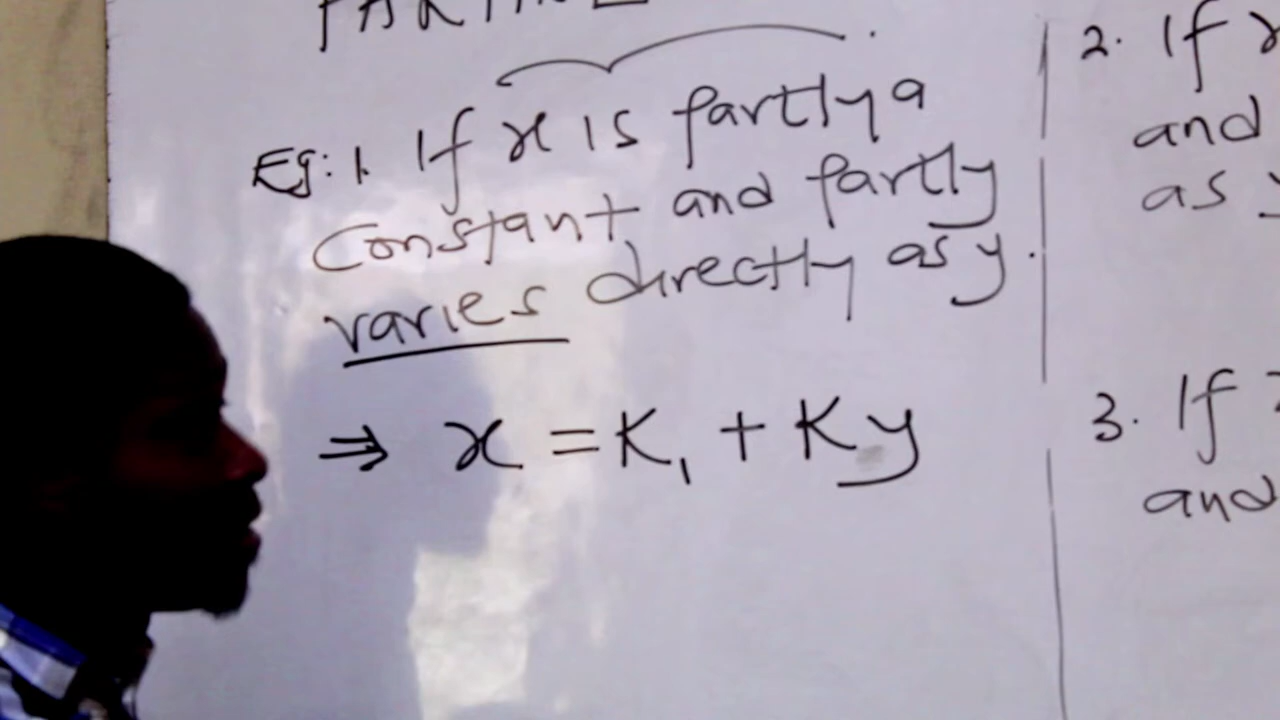 Eg: 1. If x is partly a
Constant and partly
varies directly as y.
⇒ x = K₁ + Ky
2. If
and
as
3. If
and